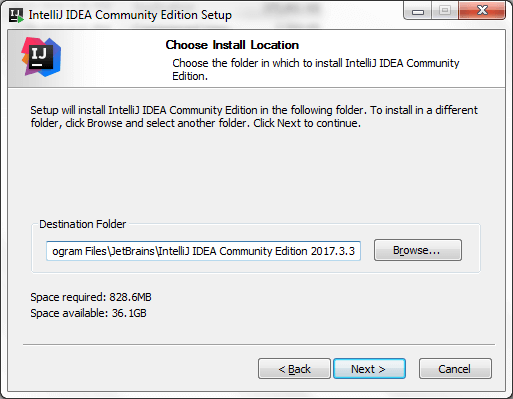 IntelliJ IDEA Community Edition Setup
IJ
Choose Install Location
Choose the folder in which to install IntelliJ IDEA Community
Edition.
Setup will install IntelliJ IDEA Community Edition in the following folder. To install in a different
folder, click Browse and select another folder. Click Next to continue.
Destination Folder
ogram Files\JetBrains\IntelliJ IDEA Community Edition 2017.3.3
Browse...
Space required: 828.6MB
Space available: 36.1GB
< Back
Next >
Cancel